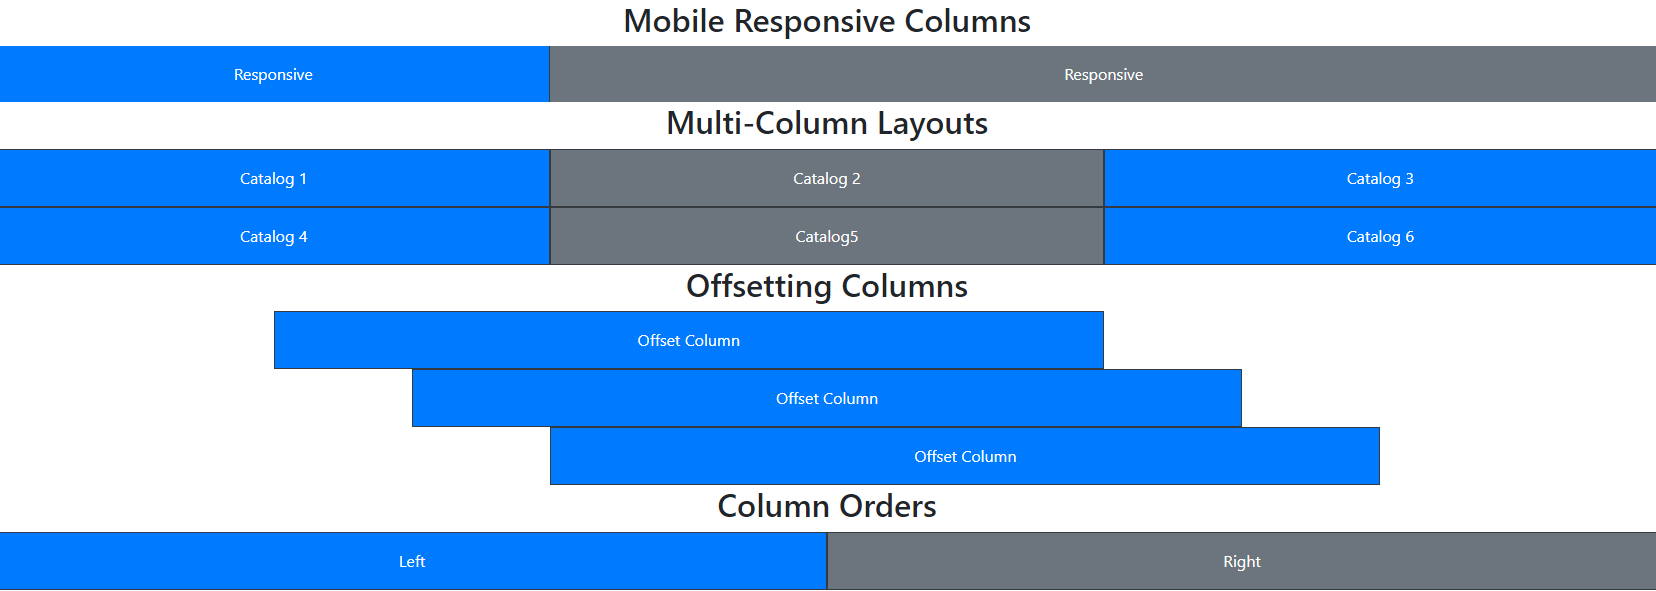 Mobile Responsive Columns
Responsive Responsive
Multi-Column Layouts
Catalog 1 Catalog 2 Catalog 3
Catalog 4 Catalog5 Catalog 6
Offsetting Columns
Offset Column
Offset Column
Offset Column
Column Orders
Left Right